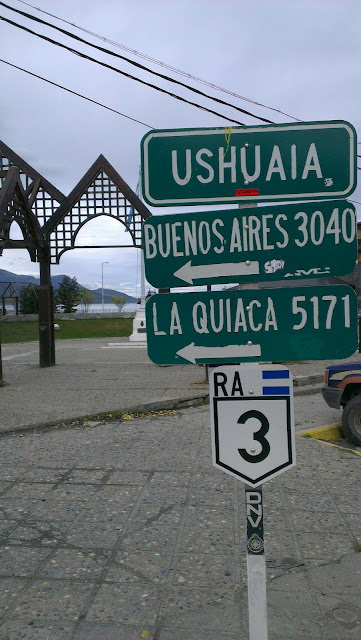 USHUAIA
BUENOS AIRES 3040
LA QUIACA 5171
RA
3
DNV